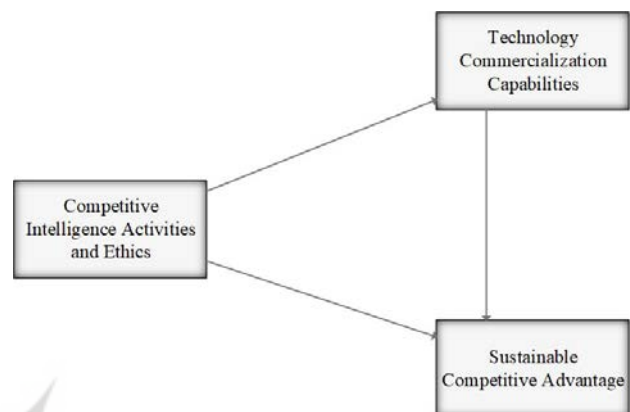 Technology
Commercialization
Capabilities
Competitive
Intelligence Activities
and Ethics
Sustainable
Competitive Advantage